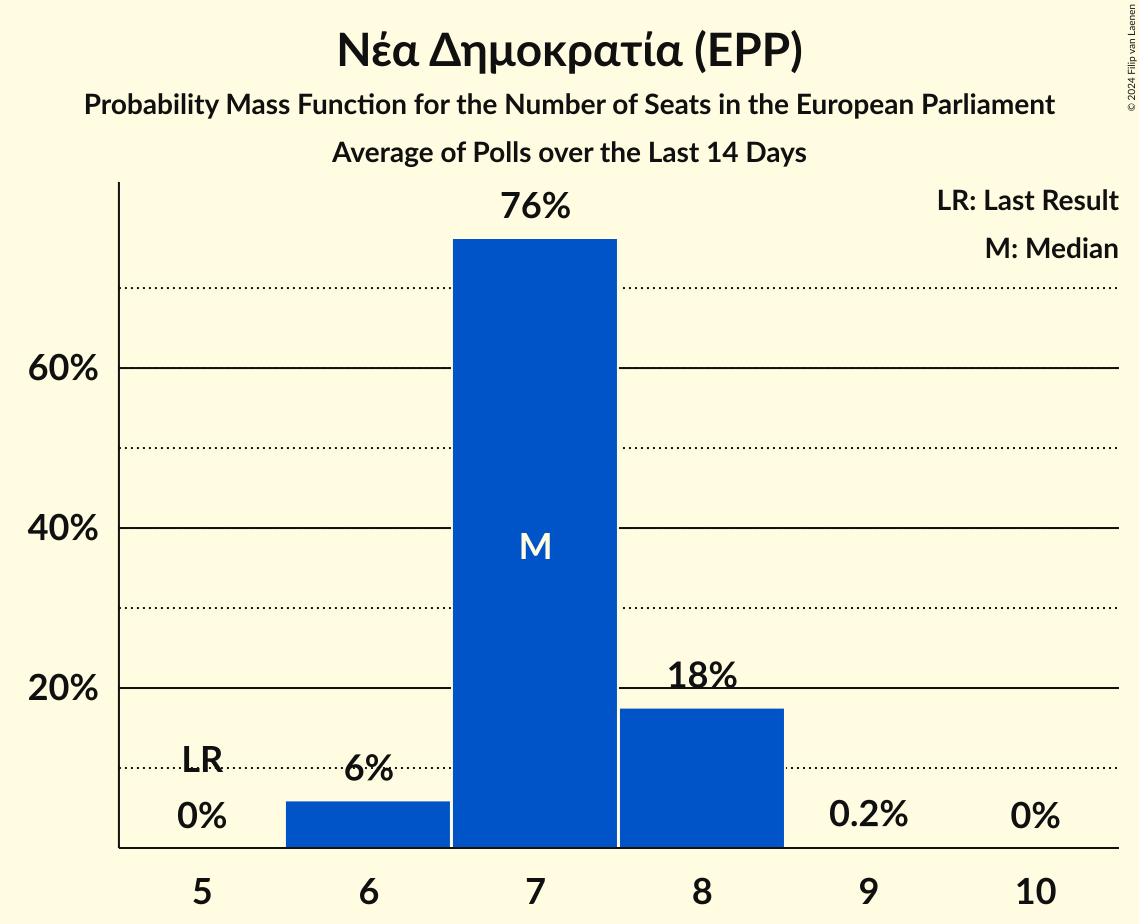 Νέα Δημοκρατία (EPP)
Probability Mass Function for the Number of Seats in the European Parliament
Average of Polls over the Last 14 Days
© 2024 Filip van Laenen
LR: Last Result
M: Median
76%
60%
40%
M
20%
18%
LR
6%
0%
0.2%
0%
5 6 7 8 9 10